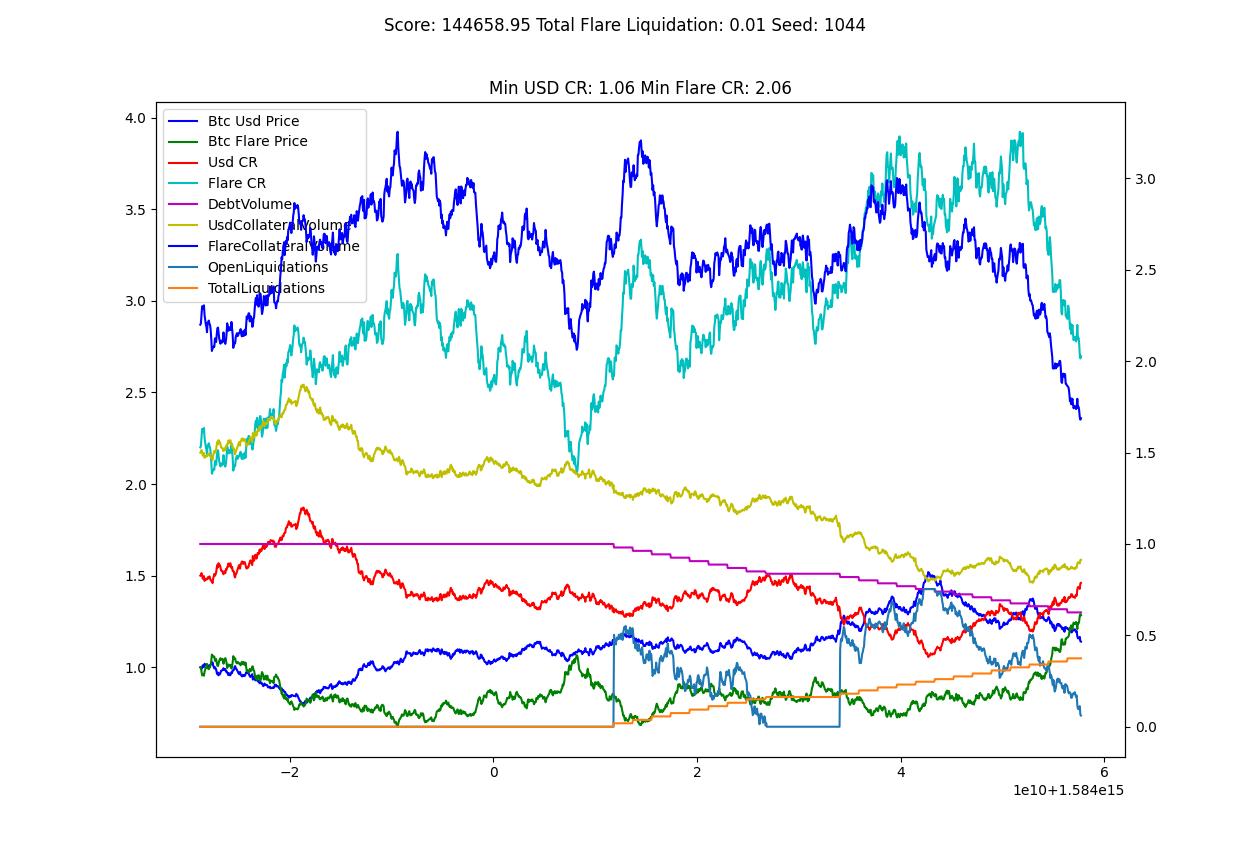 Score: 144658.95 Total Flare Liquidation: 0.01 Seed: 1044
Min USD CR: 1.06 Min Flare CR: 2.06
Btc Usd Price
Btc Flare Price
Usd CR
Flare CR
DebtVolume
UsdCollateralVolume
FlareCollateralVolume
OpenLiquidations
TotalLiquidations
4.0
3.5
3.0
2.5
2.0
1.5
1.0
3.0
2.5
2.0
1.5
1.0
0.5
0.0
−2
0
2
4
6
1e10+1.584e15